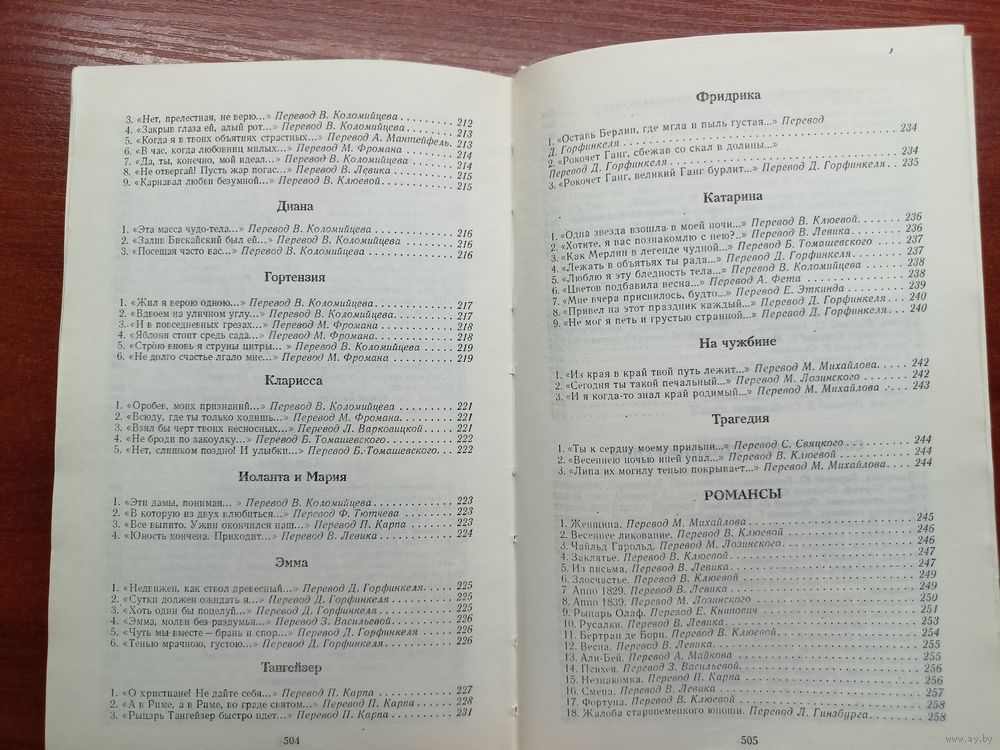 3. «Нет, прелестная, не верю...» Перевод В. Коломийцева 212
4. «Закрыв глаза ей, алый рот...» Перевод В. Коломийцева 213
5. «Когда я в твоих объятиях страстных...» Перевод А. Мантейфель. 213
6. «В час, когда любовниц милых...» Перевод М. Фромана 214
7. «Да, ты, конечно, мой идеал...» Перевод В. Коломийцева 214
8. «Не отвергай! Пусть жар погас...» Перевод В. Левика 215
9. «Карнавал любви безумной...» Перевод В. Клюевой 215
Диана
1. «Эта масса чудо-тела...» Перевод В. Коломийцева 216
2. «Залив Бискайский был ей...» Перевод В. Коломийцева 216
3. «Посещая часто вас...» Перевод В. Коломийцева 216
Гортензия
1. «Жил я верою одною...» Перевод В. Коломийцева 217
2. «Вдвоем на уличном углу...» Перевод В. Коломийцева 217
3. «И в повседневных грезах...» Перевод М. Фромана 218
4. «Яблоня стоит средь сада...» Перевод М. Фромана. 218
5. «Строю вновь я струны цитры...» Перевод В. Коломийцева 219
6. «Не долго счастье лгало мне...» Перевод М. Фромана 219
Кларисса
1. «Оробев, моих признаний...» Перевод В. Коломийцева 221
2. «Всюду, где ты только ходишь...» Перевод М. Фромана. 221
3. «Взял бы черт твоих несносных...» Перевод Л. Варковицкой 221
4. «Не броди по закоулку...» Перевод Б. Томашевского 222
5. «Нет, слишком поздно! И улыбки...» Перевод Б. Томашевского 222
Иоланта и Мария
1. «Эти дамы, понимая...» Перевод В. Коломийцева 223
2. «В которую из двух влюбиться...» Перевод Ф. Тютчева 223
3. «Все выпито. Ужин окончился наш...» Перевод П. Карпа 223
4. «Юность кончена. Приходит...» Перевод В. Левика 224
Эмма
1. «Недвижен, как ствол древесный...» Перевод Д. Горфинкеля 225
2. «Сутки должен ожидать я...» Перевод Д. Горфинкеля 225
3. «Хоть один бы поцелуй...» Перевод Д. Горфинкеля 225
4. «Эмма, молви без раздумья...» Перевод З. Васильевой 226
5. «Чуть мы вместе — брань и спор...» Перевод Д. Горфинкеля 226
6. «Тенью мрачною, густою...» Перевод Д. Горфинкеля 226
Тангейзер
1. «О христиане! Не дайте себя...» Перевод П. Карпа 227
2. «А в Риме, а в Риме, во граде святом...» Перевод П. Карпа 228
3. «Рыцарь Тангейзер быстро идет...» Перевод П. Карпа 231
504
Фридрика
1. «Оставь Берлин, где мгла и пыль густая...» Перевод
Д. Горфинкеля 234
2. «Рокочет Ганг, сбежав со скал в долины...»
Перевод Д. Горфинкеля 234
3. «Рокочет Ганг, великий Ганг бурлит...» Перевод Д. Горфинкеля 235
Катарина
1. «Одна звезда взошла в моей ночи...» Перевод В. Клюевой 236
2. «Хотите, я вас познакомлю с нею?..» Перевод В. Левика 236
3. «Как Мерлин в легенде чудной...» Перевод Б. Томашевского 237
4. «Лежать в объятьях ты рада...» Перевод Д. Горфинкеля 237
5. «Люблю я эту бледность тела...» Перевод В. Коломийцева 238
6. «Цветов подбавила весна...» Перевод А. Фета 238
7. «Мне вчера приснилось, будто...» Перевод Е. Эткинда 239
8. «Привел на этот праздник каждый...» Перевод В. Клюевой 240
9. «Не мог я петь и грустью странной...» Перевод Д. Горфинкеля 240
На чужбине
1. «Из края в край твой путь лежит...» Перевод М. Михайлова. 242
2. «Сегодня ты такой печальный...» Перевод М. Лозинского 242
3. «И я когда-то знал край родимый...» Перевод М. Михайлова 243
Трагедия
1. «Ты к сердцу моему прильни...» Перевод С. Свяцкого 244
2. «Весеннею ночью иней упал...» Перевод В. Клюевой 244
3. «Липа их могилу тенью покрывает...» Перевод М. Михайлова. 244
РОМАНСЫ
1. Женщина. Перевод М. Михайлова 245
2. Весеннее ликование. Перевод В. Клюевой 246
3. Чайльд Гарольд. Перевод М. Лозинского 246
4. Заклятье. Перевод В. Клюевой 247
5. Из письма. Перевод В. Левика 247
6. Злосчастье. Перевод В. Клюевой 249
7 Anno 1829. Перевод В. Левика 249
8. Anno 1839. Перевод М. Лозинского 250
9. Рыцарь Олаф. Перевод Е. Книпович 251
10. Русалки. Перевод В. Левика 253
11. Бертран де Борн. Перевод В. Клюевой 254
12. Весна. Перевод В. Левика 255
13. Али-Бей. Перевод А. Майкова 255
14. Психея. Перевод З. Васильевой 256
15. Незнакомка. Перевод П. Карпа 256
16. Смена. Перевод В. Левика 257
17. Фортуна. Перевод В. Клюевой 258
18. Жалоба старонемецкого юноши. Перевод Л. Гинзбурга 258
505
www.ay.by